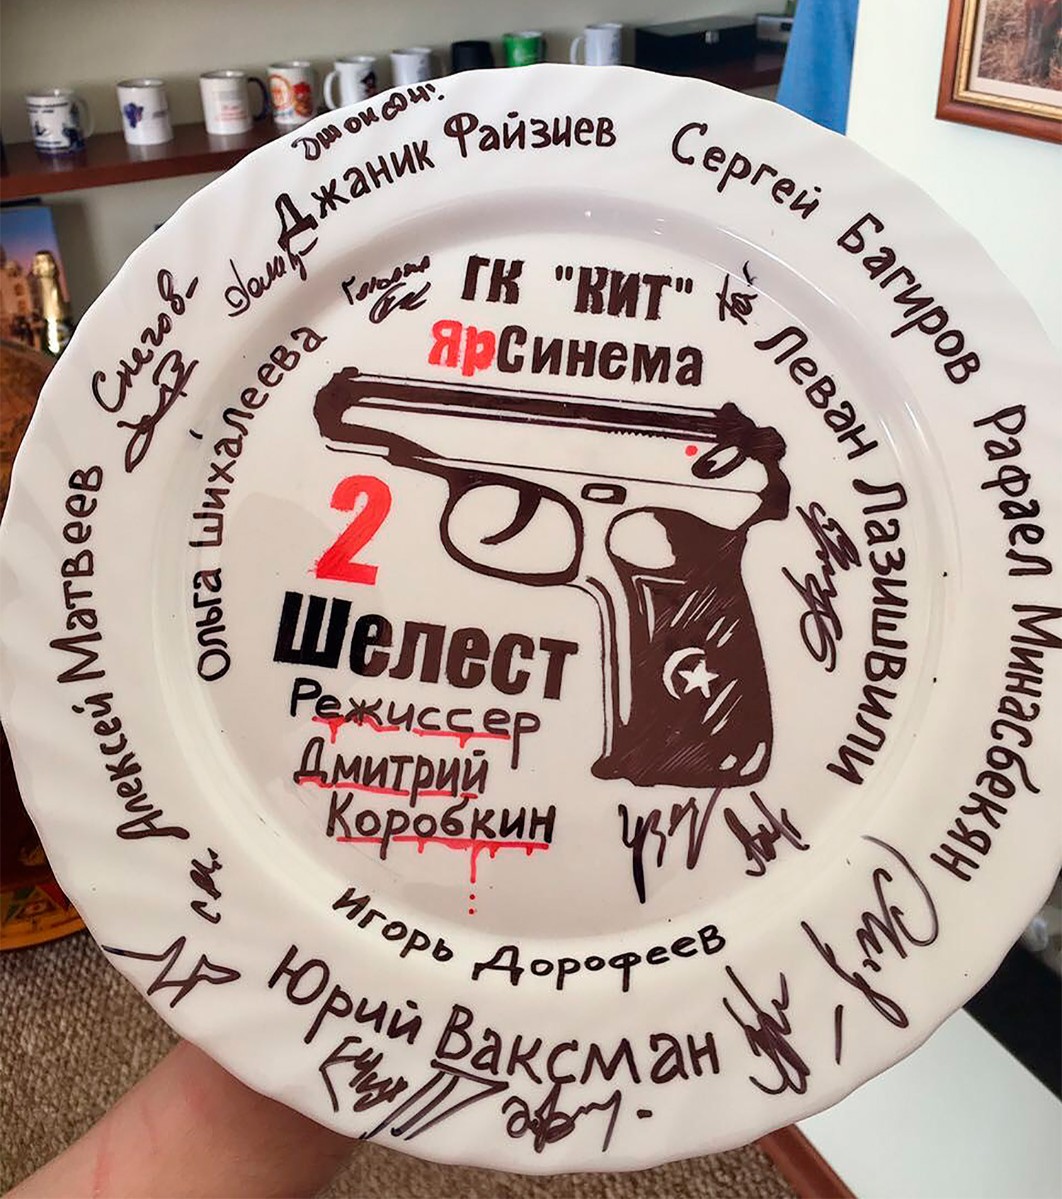 Джаник Файзиев
Сергей Багиров
Рафаел Минасбекян
Леван Лазишвили
ГК "КИТ"
ЯрСинема
2
Шелест
Режиссер
Дмитрий
Коробкин
Ольга Шихалеева
Алексей Матвеев
Снегов
Игорь Дорофеев
Юрий Ваксман